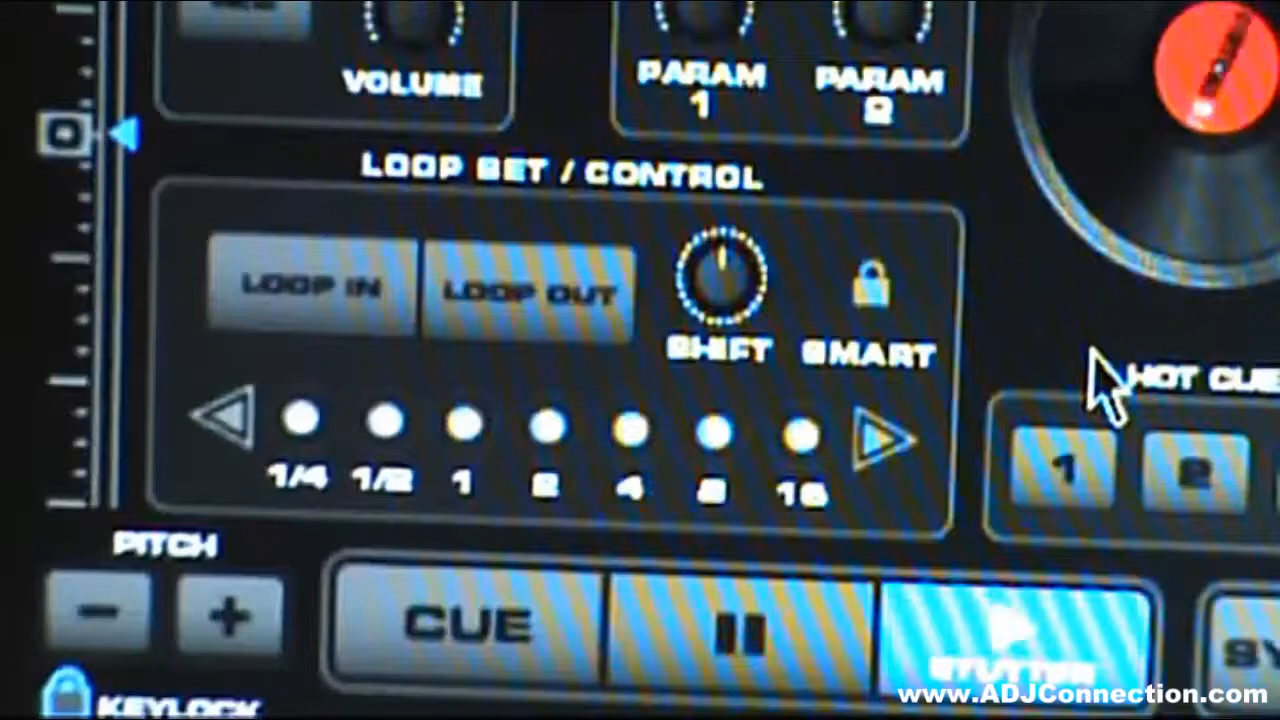 VOLUME
PARAM 1
PARAM 2
0
LOOP SET / CONTROL
LOOP IN
LOOP OUT
SHIFT
SMART
HOT CUE
1/4 1/2 1 2 4 8 16
1 2
PITCH
- +
CUE
STUTTER
KEYLOCK
www.ADJConnection.com